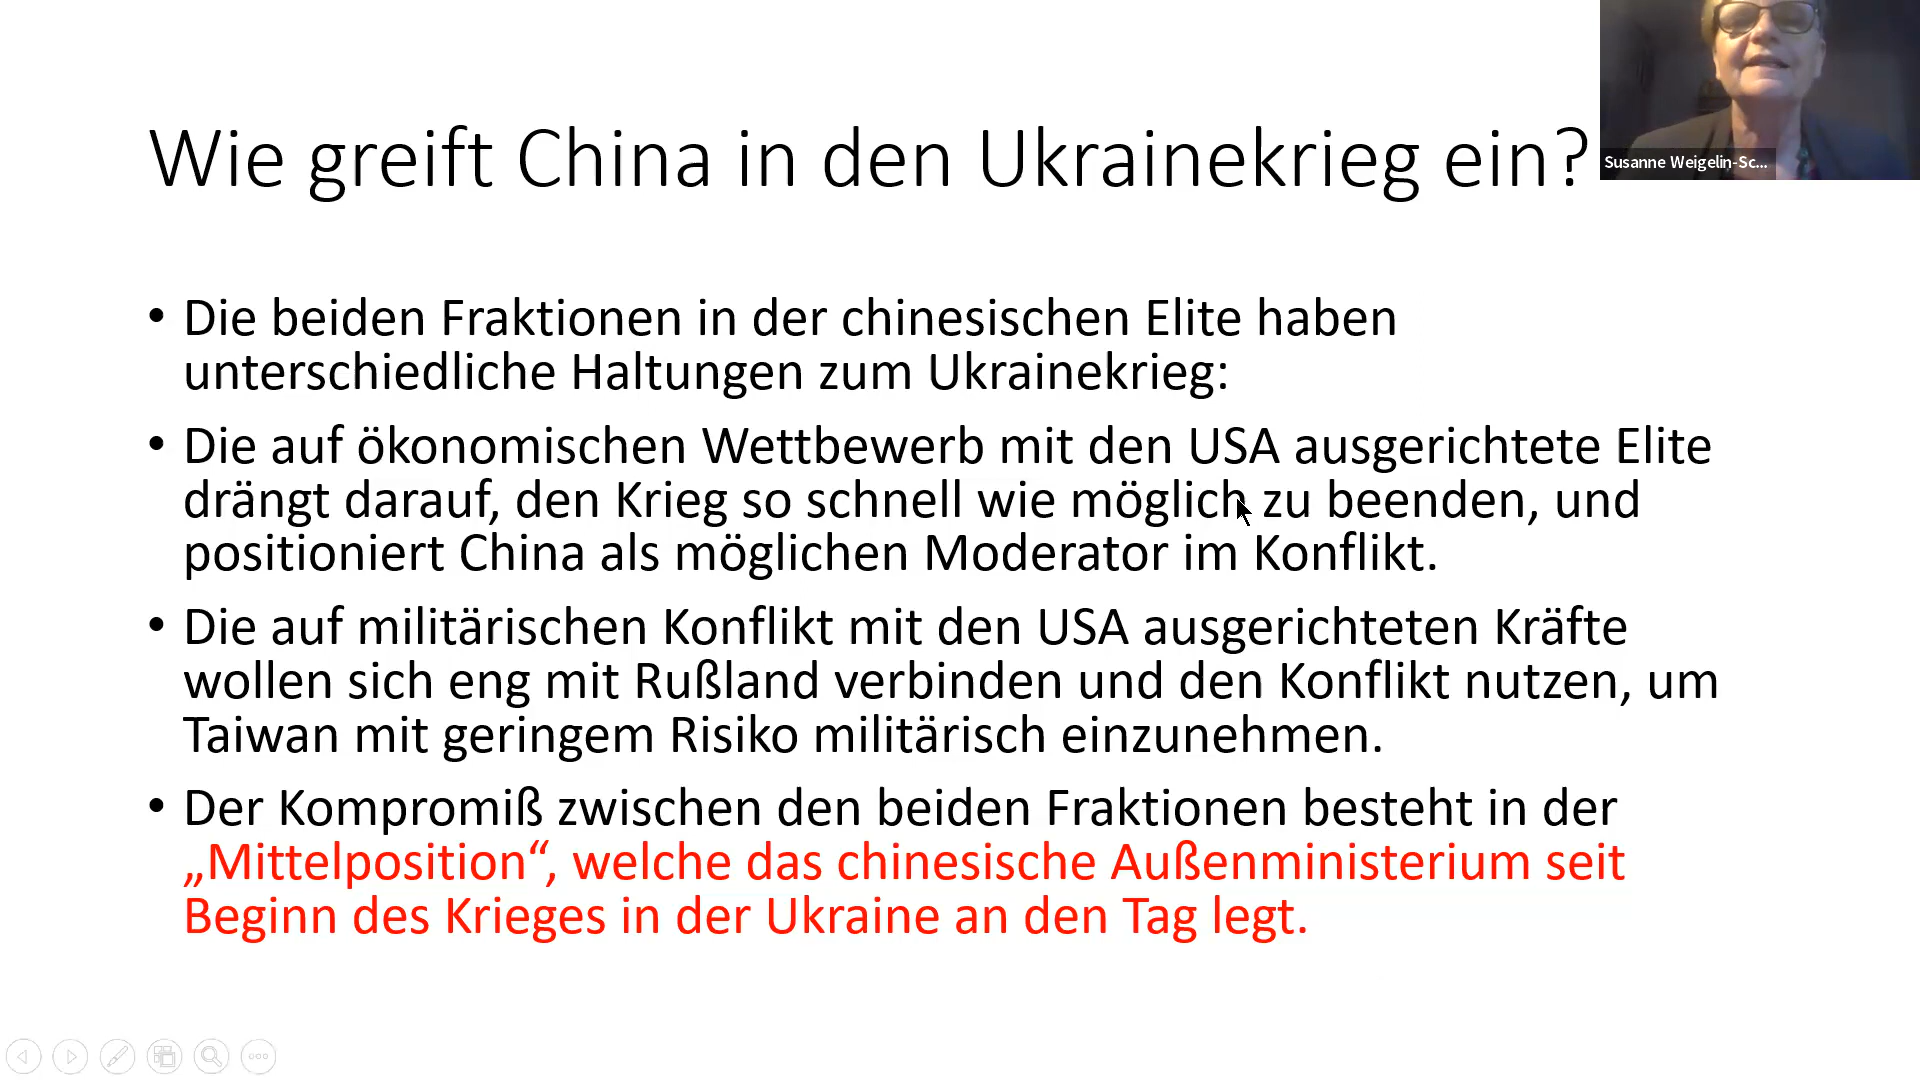 Wie greift China in den Ukrainekrieg ein?
Susanne Weigelin-Sc...
• Die beiden Fraktionen in der chinesischen Elite haben
unterschiedliche Haltungen zum Ukrainekrieg:
• Die auf ökonomischen Wettbewerb mit den USA ausgerichtete Elite
drängt darauf, den Krieg so schnell wie möglich zu beenden, und
positioniert China als möglichen Moderator im Konflikt.
• Die auf militärischen Konflikt mit den USA ausgerichteten Kräfte
wollen sich eng mit Rußland verbinden und den Konflikt nutzen, um
Taiwan mit geringem Risiko militärisch einzunehmen.
• Der Kompromiß zwischen den beiden Fraktionen besteht in der
„Mittelposition“, welche das chinesische Außenministerium seit
Beginn des Krieges in der Ukraine an den Tag legt.